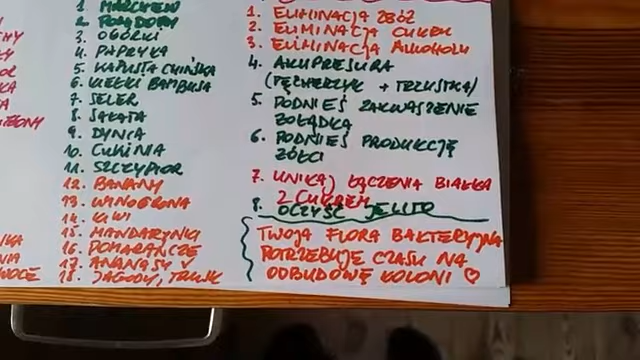 1. MARCHEW
2. POMIDORY
3. OGÓRKI
4. PAPRYKA
5. KAPUSTA CHIŃSKA
6. KIEŁKI BAMBUSA
7. SELER
8. SAŁATA
9. DYNIA
10. CUKINIA
11. SZCZYPIOR
12. BANANY
13. WINOGRONA
14. KIWI
15. MANDARYNKI
16. POMARAŃCZE
17. ANANASY
18. JAGODY, TRUSK
1. ELIMINACJA ZBÓŻ
2. ELIMINACJA CUKRU
3. ELIMINACJA ALKOHOLU
4. AKUPRESURA
(PĘCHERZYK + TRZUSTKA)
5. PODNIEŚ ZAKWASZENIE
ŻOŁĄDKA
6. PODNIEŚ PRODUKCJĘ
ŻÓŁCI
7. UNIKAJ ŁĄCZENIA BIAŁKA
Z CUKREM
8. OCZYŚĆ JELITO
TWOJA FLORA BAKTERYJNA
POTRZEBUJE CZASU NA
ODBUDOWĘ KOLONI ♡